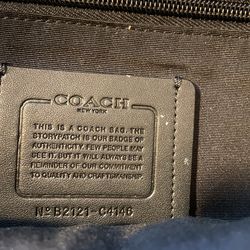 COACH
NEW YORK
THIS IS A COACH BAG. THE
STORYPATCH IS OUR BADGE OF
AUTHENTICITY. FEW PEOPLE MAY
SEE IT. BUT IT WILL ALWAYS BE A
REMINDER OF OUR COMMITMENT
TO QUALITY AND CRAFTSMANSHIP.
Nº B2121-C4146